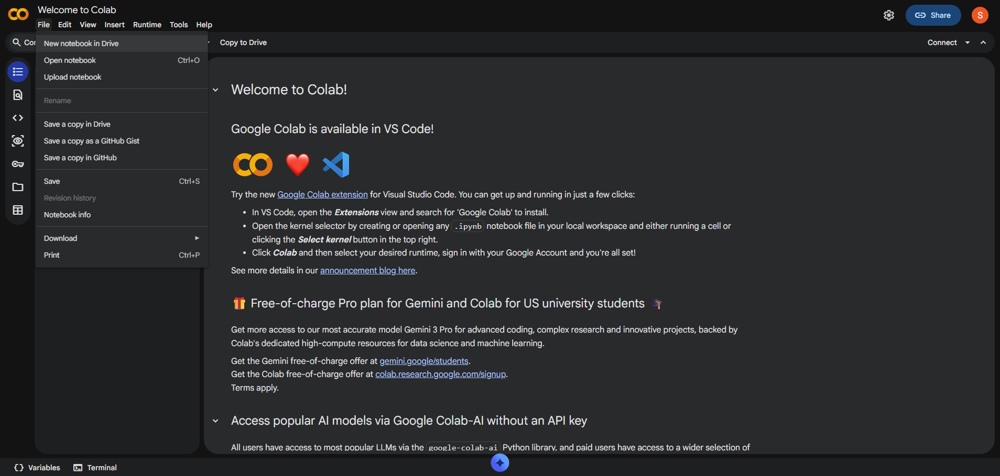 Welcome to Colab
File Edit View Insert Runtime Tools Help
Share
S
Copy to Drive
Connect
New notebook in Drive
Open notebook Ctrl+O
Upload notebook
Rename
Save a copy in Drive
Save a copy as a GitHub Gist
Save a copy in GitHub
Save Ctrl+S
Revision history
Notebook info
Download
Print Ctrl+P
Welcome to Colab!
Google Colab is available in VS Code!
Try the new Google Colab extension for Visual Studio Code. You can get up and running in just a few clicks:
• In VS Code, open the Extensions view and search for 'Google Colab' to install.
• Open the kernel selector by creating or opening any .ipynb notebook file in your local workspace and either running a cell or
clicking the Select kernel button in the top right.
• Click Colab and then select your desired runtime, sign in with your Google Account and you're all set!
See more details in our announcement blog here.
Free-of-charge Pro plan for Gemini and Colab for US university students
Get more access to our most accurate model Gemini 3 Pro for advanced coding, complex research and innovative projects, backed by
Colab's dedicated high-compute resources for data science and machine learning.
Get the Gemini free-of-charge offer at gemini.google/students.
Get the Colab free-of-charge offer at colab.research.google.com/signup.
Terms apply.
Access popular AI models via Google Colab-AI without an API key
All users have access to most popular LLMs via the google-colab-ai Python library, and paid users have access to a wider selection of
Variables Terminal